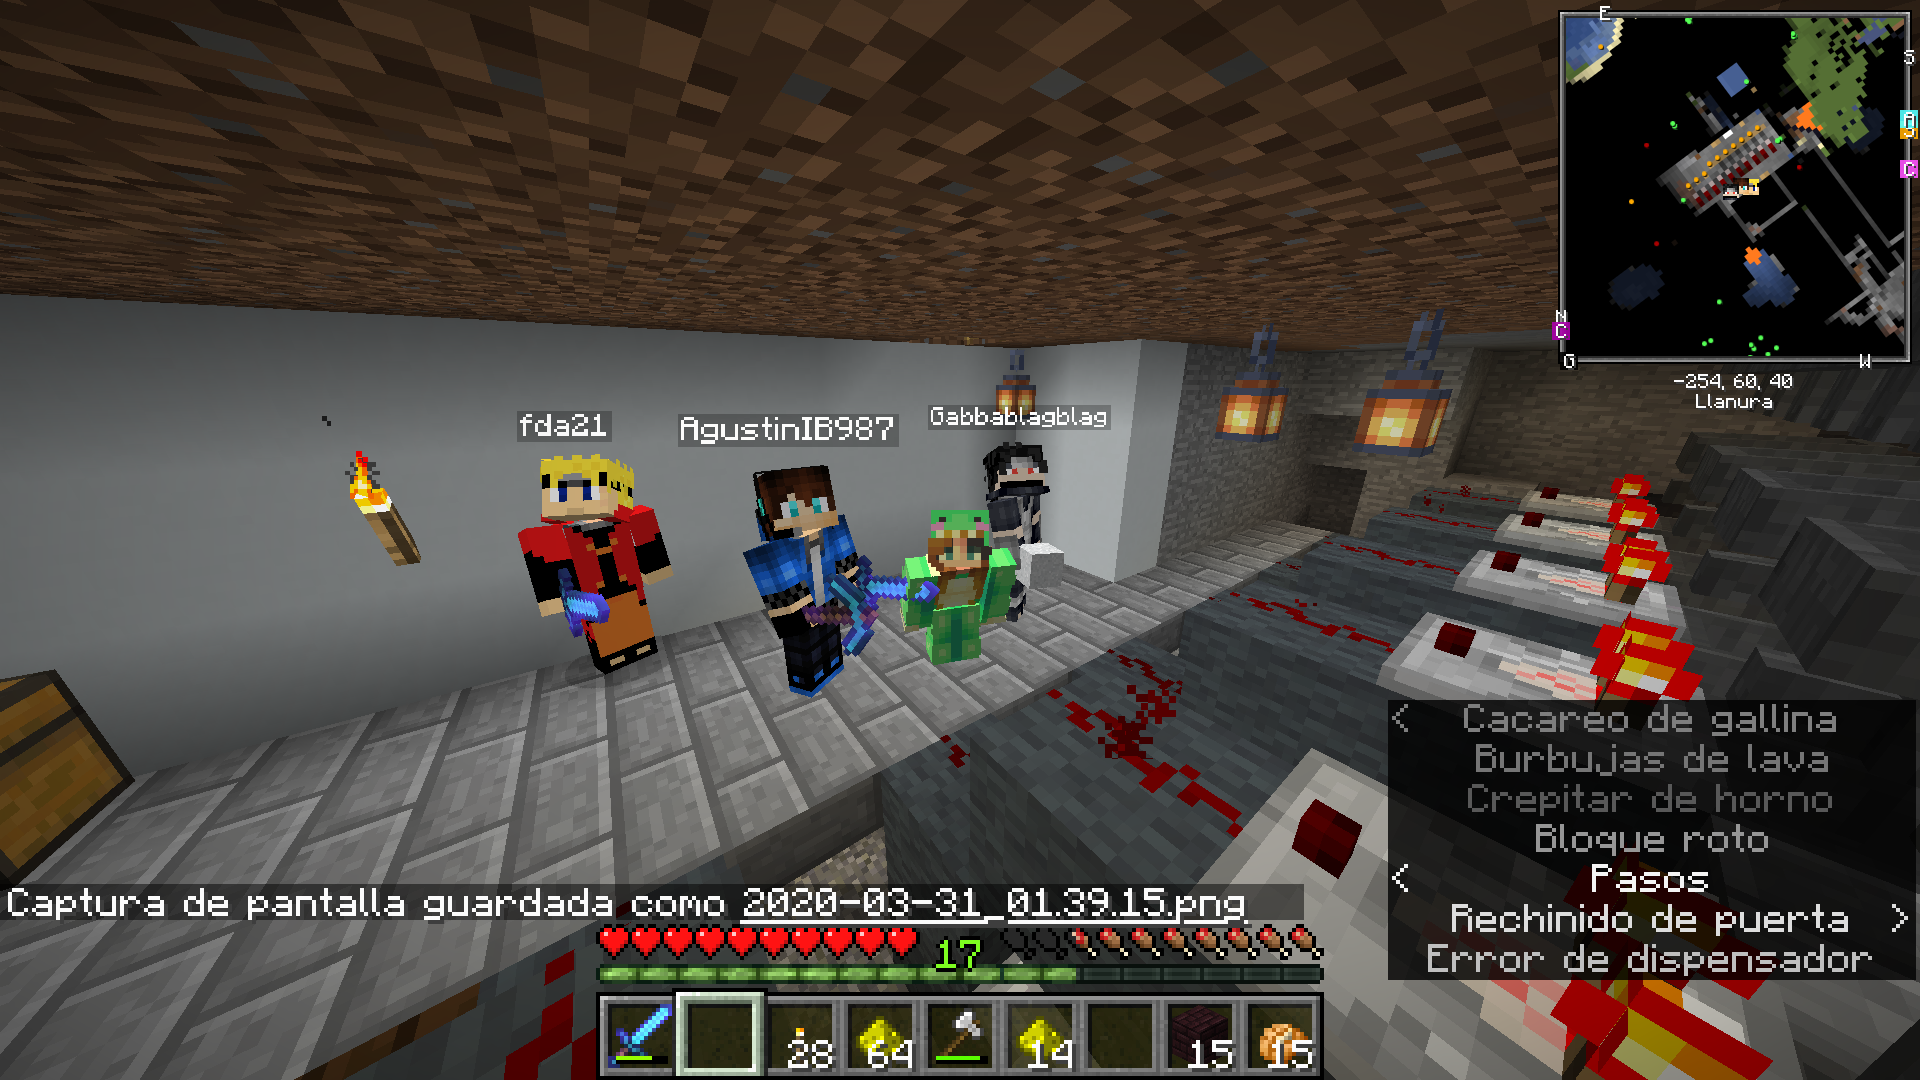 E
S
A
C
N
C
G
W
-254, 60, 40
Llanura
fda21
AgustinIB987
Gabbablagblag
< Cacareo de gallina
Burbujas de lava
Crepitar de horno
Bloque roto
< Pasos
Rechinido de puerta >
Error de dispensador
Captura de pantalla guardada como 2020-03-31_01.39.15.png
17
28
64
14
15
15